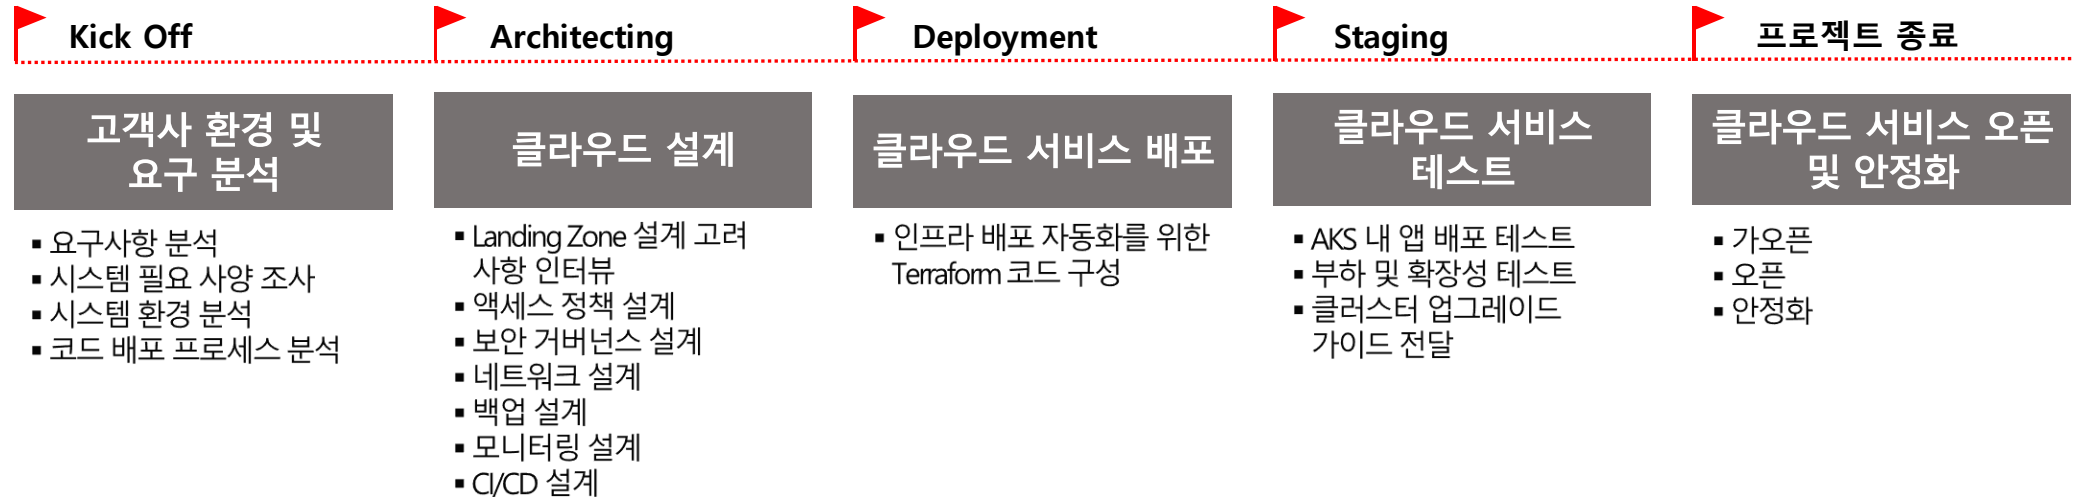 Kick Off
고객사 환경 및
요구 분석
▪ 요구사항 분석
▪ 시스템 필요 사양 조사
▪ 시스템 환경 분석
▪ 코드 배포 프로세스 분석
Architecting
클라우드 설계
▪ Landing Zone 설계 고려
사항 인터뷰
▪ 액세스 정책 설계
▪ 보안 거버넌스 설계
▪ 네트워크 설계
▪ 백업 설계
▪ 모니터링 설계
▪ CI/CD 설계
Deployment
클라우드 서비스 배포
▪ 인프라 배포 자동화를 위한
Terraform 코드 구성
Staging
클라우드 서비스
테스트
▪ AKS 내 앱 배포 테스트
▪ 부하 및 확장성 테스트
▪ 클러스터 업그레이드
가이드 전달
프로젝트 종료
클라우드 서비스 오픈
및 안정화
▪ 가오픈
▪ 오픈
▪ 안정화